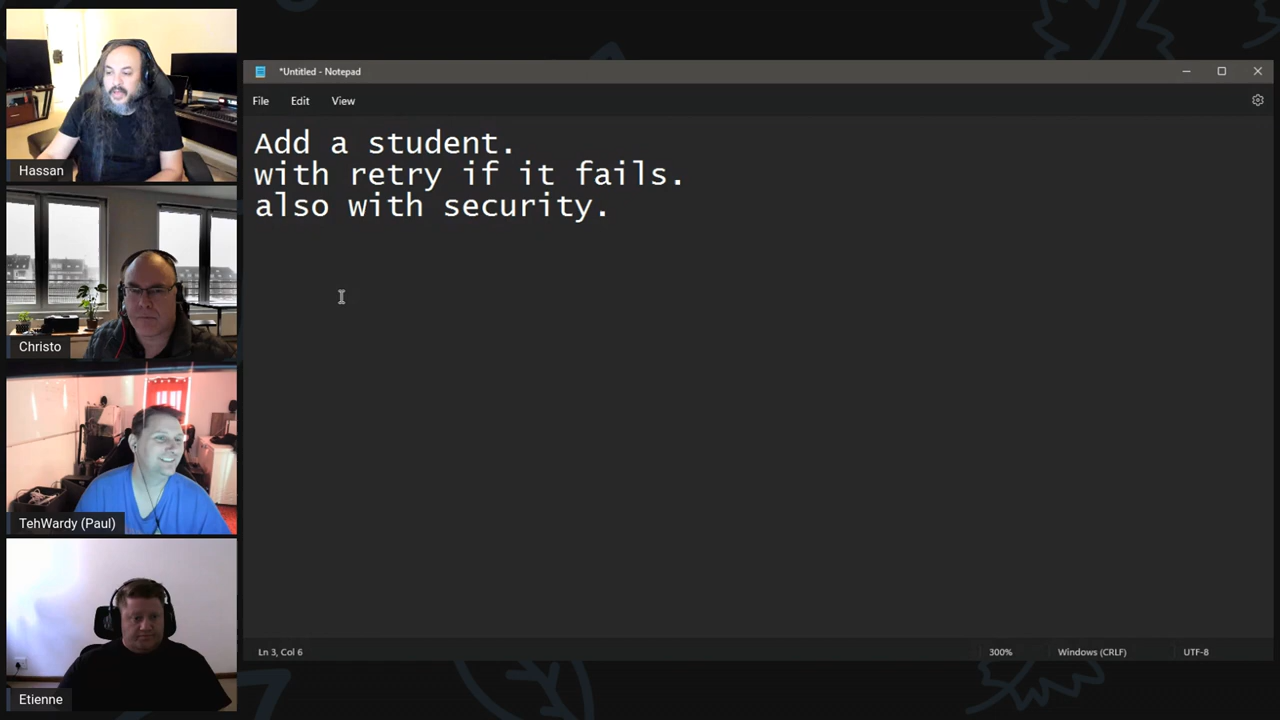 Hassan
Christo
TehWardy (Paul)
Etienne
*Untitled - Notepad
File Edit View
Add a student.
with retry if it fails.
also with security.
Ln 3, Col 6 300% Windows (CRLF) UTF-8